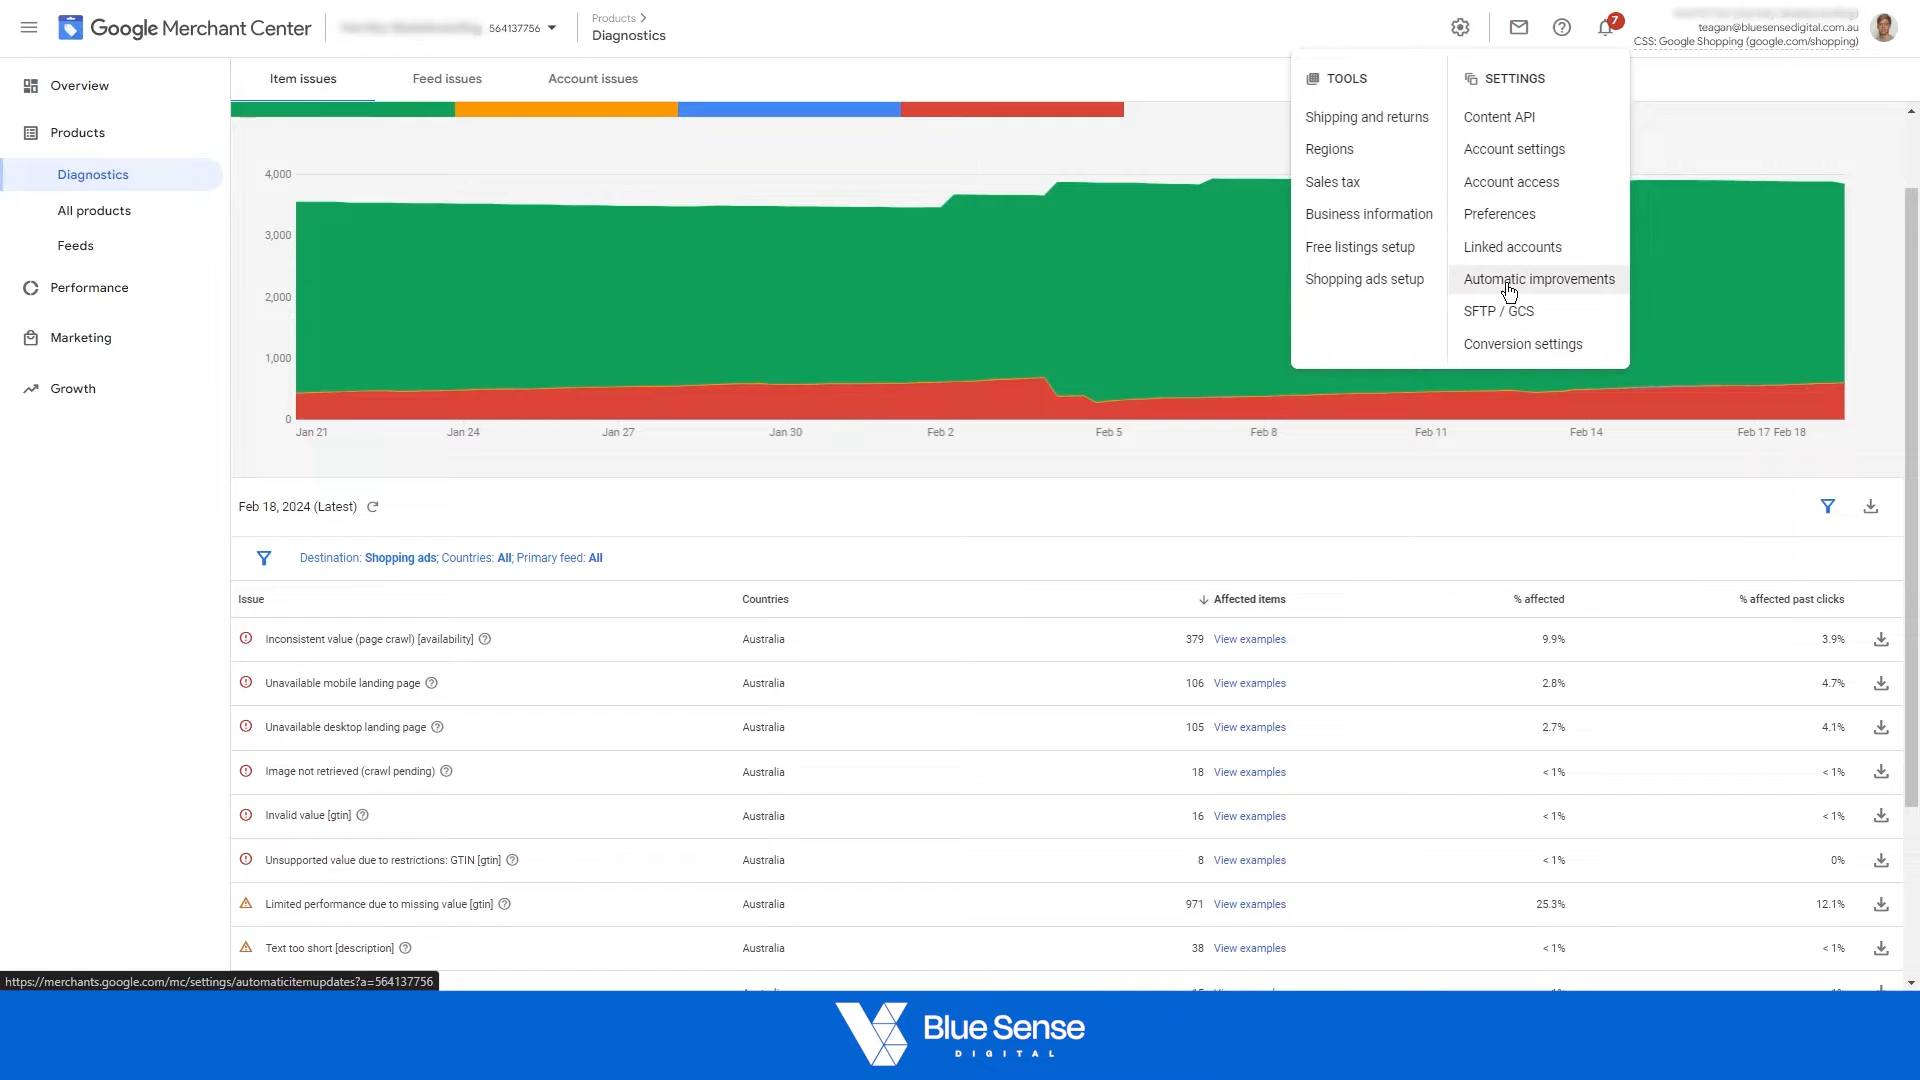 Google Merchant Center
564137756
Products
Diagnostics
7
teagan@bluesensedigital.com.au
CSS: Google Shopping (google.com/shopping)
Overview
Products
Diagnostics
All products
Feeds
Performance
Marketing
Growth
Item issues
Feed issues
Account issues
TOOLS
Shipping and returns
Regions
Sales tax
Business information
Free listings setup
Shopping ads setup
SETTINGS
Content API
Account settings
Account access
Preferences
Linked accounts
Automatic improvements
SFTP / GCS
Conversion settings
4,000
3,000
2,000
1,000
0
Jan 21 Jan 24 Jan 27 Jan 30 Feb 2 Feb 5 Feb 8 Feb 11 Feb 14 Feb 17 Feb 18
Feb 18, 2024 (Latest)
Destination: Shopping ads; Countries: All; Primary feed: All
Issue Countries Affected items % affected % affected past clicks
Inconsistent value (page crawl) [availability] Australia 379 View examples 9.9% 3.9%
Unavailable mobile landing page Australia 106 View examples 2.8% 4.7%
Unavailable desktop landing page Australia 105 View examples 2.7% 4.1%
Image not retrieved (crawl pending) Australia 18 View examples < 1% < 1%
Invalid value [gtin] Australia 16 View examples < 1% < 1%
Unsupported value due to restrictions: GTIN [gtin] Australia 8 View examples < 1% 0%
Limited performance due to missing value [gtin] Australia 971 View examples 25.3% 12.1%
Text too short [description] Australia 38 View examples < 1% < 1%
https://merchants.google.com/mc/settings/automaticitemupdates?a=564137756
Blue Sense
DIGITAL